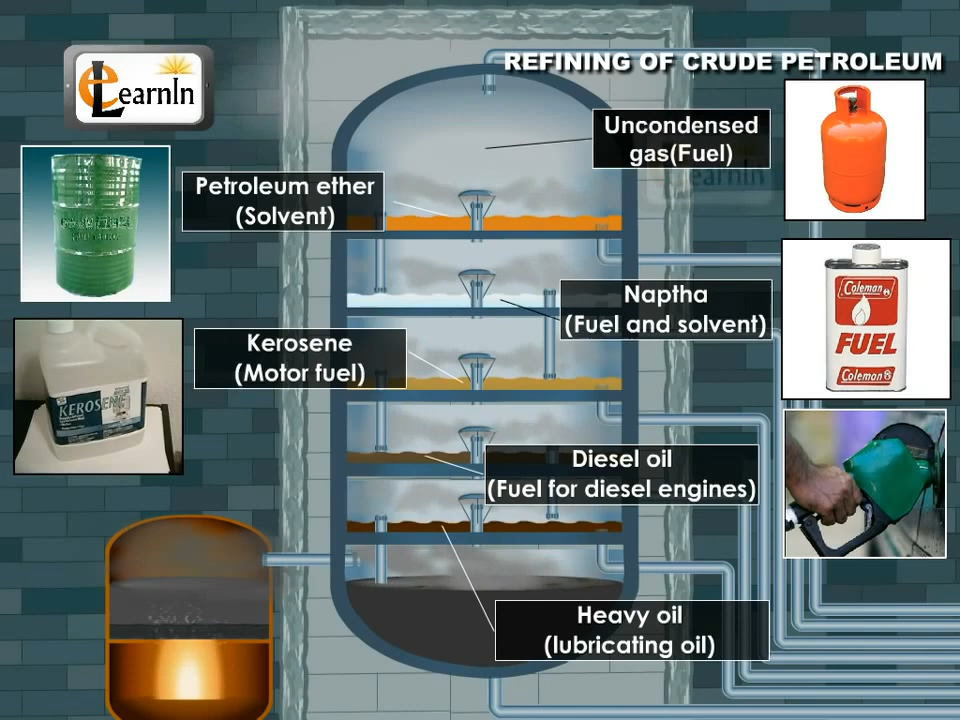 REFINING OF CRUDE PETROLEUM
eLearnIn
Uncondensed
gas(Fuel)
Petroleum ether
(Solvent)
Naptha
(Fuel and solvent)
Coleman
FUEL
Coleman
Kerosene
(Motor fuel)
KEROSENE
Diesel oil
(Fuel for diesel engines)
Heavy oil
(lubricating oil)